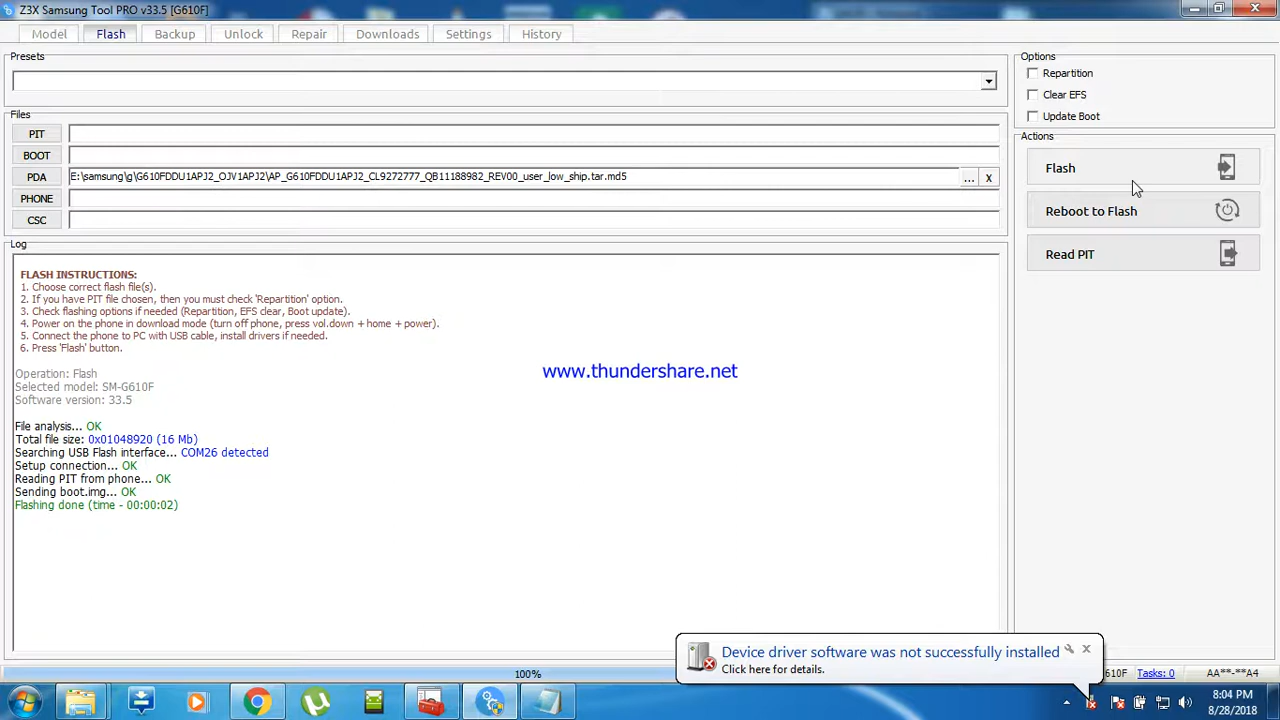 Z3X Samsung Tool PRO v33.5 [G610F]
Model Flash Backup Unlock Repair Downloads Settings History
Presets
Options
Repartition
Clear EFS
Update Boot
Files
PIT
BOOT
PDA E:\samsung\g\G610FDDU1APJ2_OJV1APJ2\AP_G610FDDU1APJ2_CL9272777_QB11188982_REV00_user_low_ship.tar.md5 ... x
PHONE
CSC
Actions
Flash
Reboot to Flash
Read PIT
Log
FLASH INSTRUCTIONS:
1. Choose correct flash file(s).
2. If you have PIT file chosen, then you must check 'Repartition' option.
3. Check flashing options if needed (Repartition, EFS clear, Boot update).
4. Power on the phone in download mode (turn off phone, press vol.down + home + power).
5. Connect the phone to PC with USB cable, install drivers if needed.
6. Press 'Flash' button.
Operation: Flash
Selected model: SM-G610F
Software version: 33.5
File analysis... OK
Total file size: 0x01048920 (16 Mb)
Searching USB Flash interface... COM26 detected
Setup connection... OK
Reading PIT from phone... OK
Sending boot.img... OK
Flashing done (time - 00:00:02)
www.thundershare.net
Device driver software was not successfully installed
Click here for details.
100%
610F Tasks: 0 AA**-**A4
8:04 PM
8/28/2018